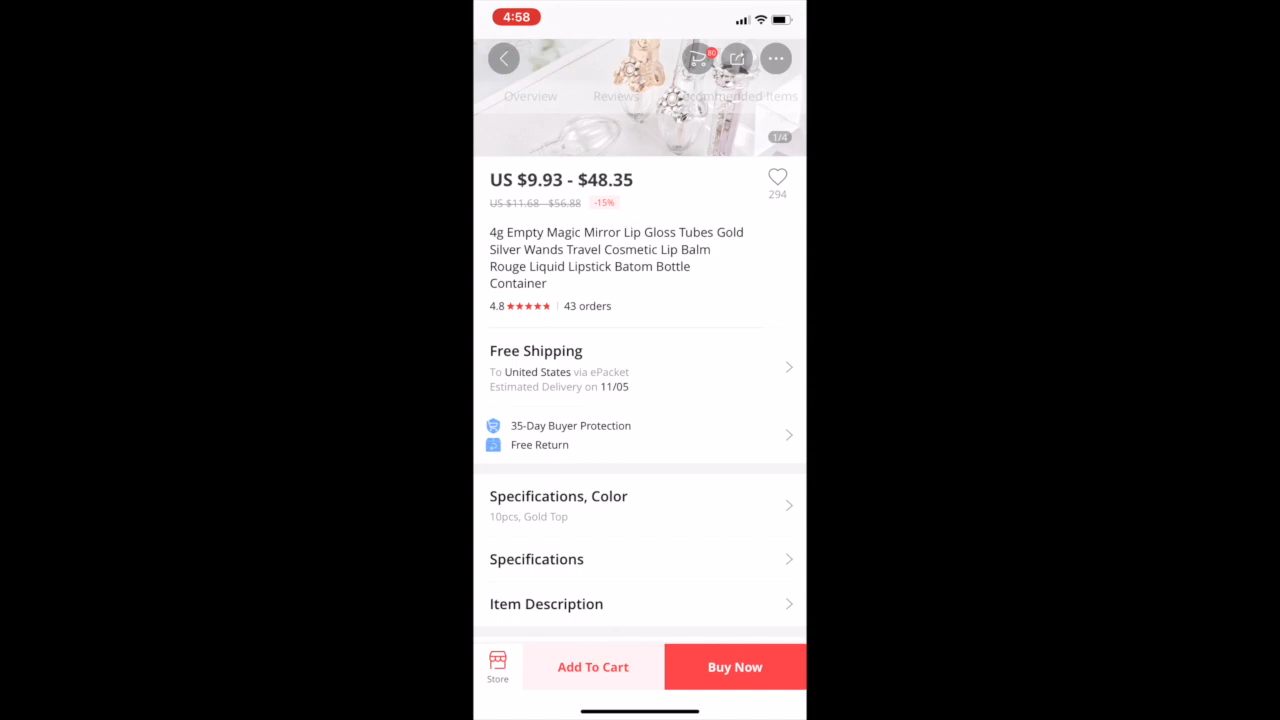 4:58
80
Overview Reviews Recommended Items
1/4
US $9.93 - $48.35
294
US $11.68 - $56.88 -15%
4g Empty Magic Mirror Lip Gloss Tubes Gold
Silver Wands Travel Cosmetic Lip Balm
Rouge Liquid Lipstick Batom Bottle
Container
4.8 43 orders
Free Shipping
To United States via ePacket
Estimated Delivery on 11/05
35-Day Buyer Protection
Free Return
Specifications, Color
10pcs, Gold Top
Specifications
Item Description
Store
Add To Cart
Buy Now